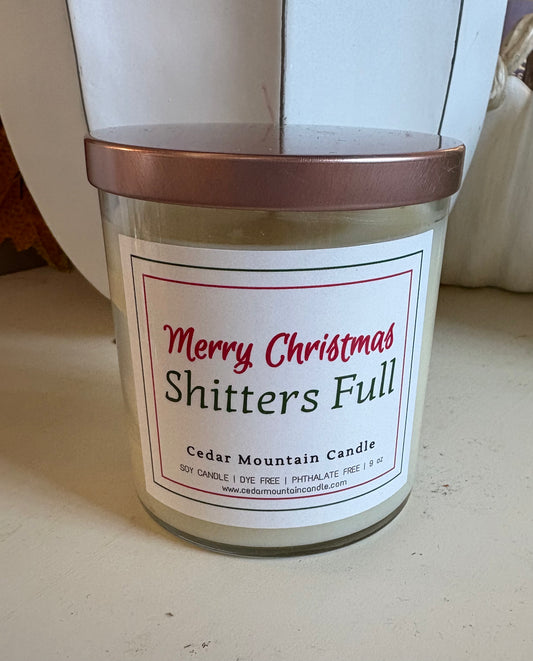 Merry Christmas
Shitters Full
Cedar Mountain Candle
SOY CANDLE | DYE FREE | PHTHALATE FREE | 9 oz
www.cedarmountaincandle.com